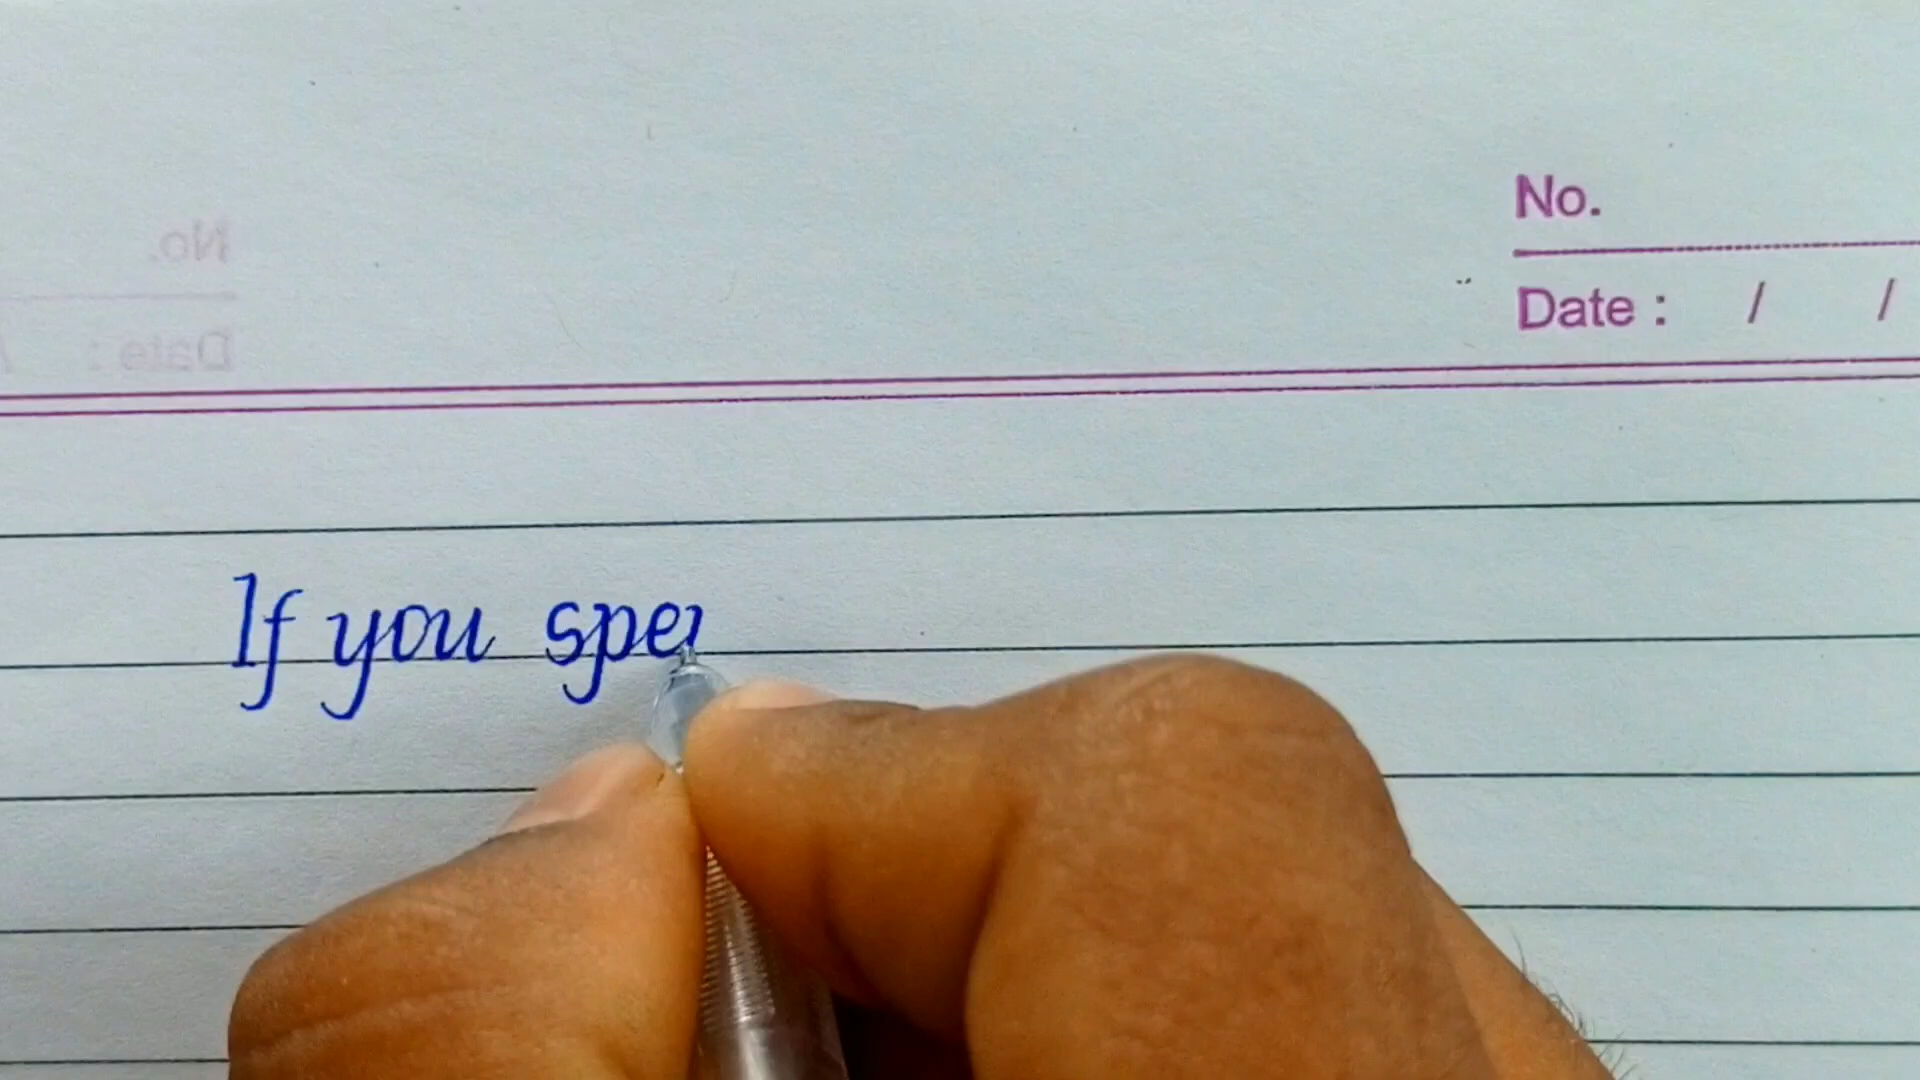 No.
Date : / /
If you spe